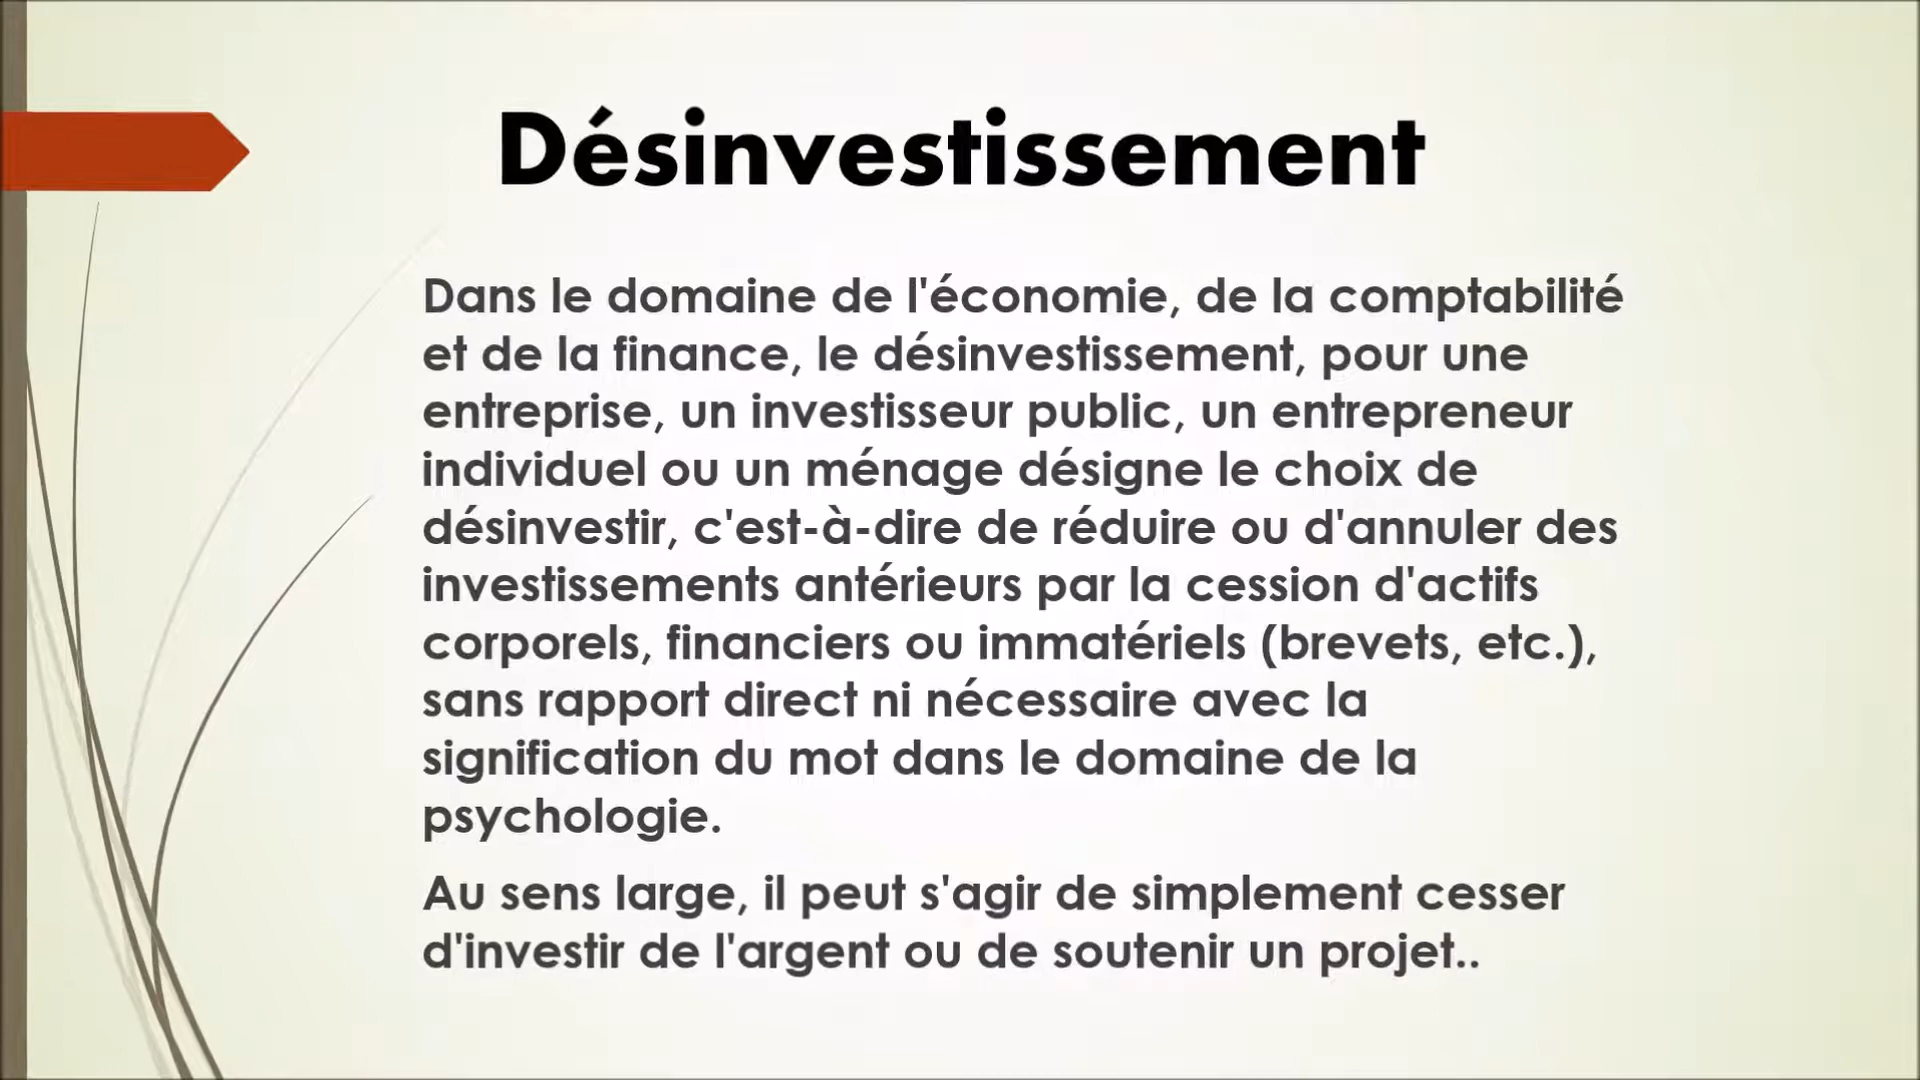 Désinvestissement
Dans le domaine de l'économie, de la comptabilité
et de la finance, le désinvestissement, pour une
entreprise, un investisseur public, un entrepreneur
individuel ou un ménage désigne le choix de
désinvestir, c'est-à-dire de réduire ou d'annuler des
investissements antérieurs par la cession d'actifs
corporels, financiers ou immatériels (brevets, etc.),
sans rapport direct ni nécessaire avec la
signification du mot dans le domaine de la
psychologie.
Au sens large, il peut s'agir de simplement cesser
d'investir de l'argent ou de soutenir un projet..